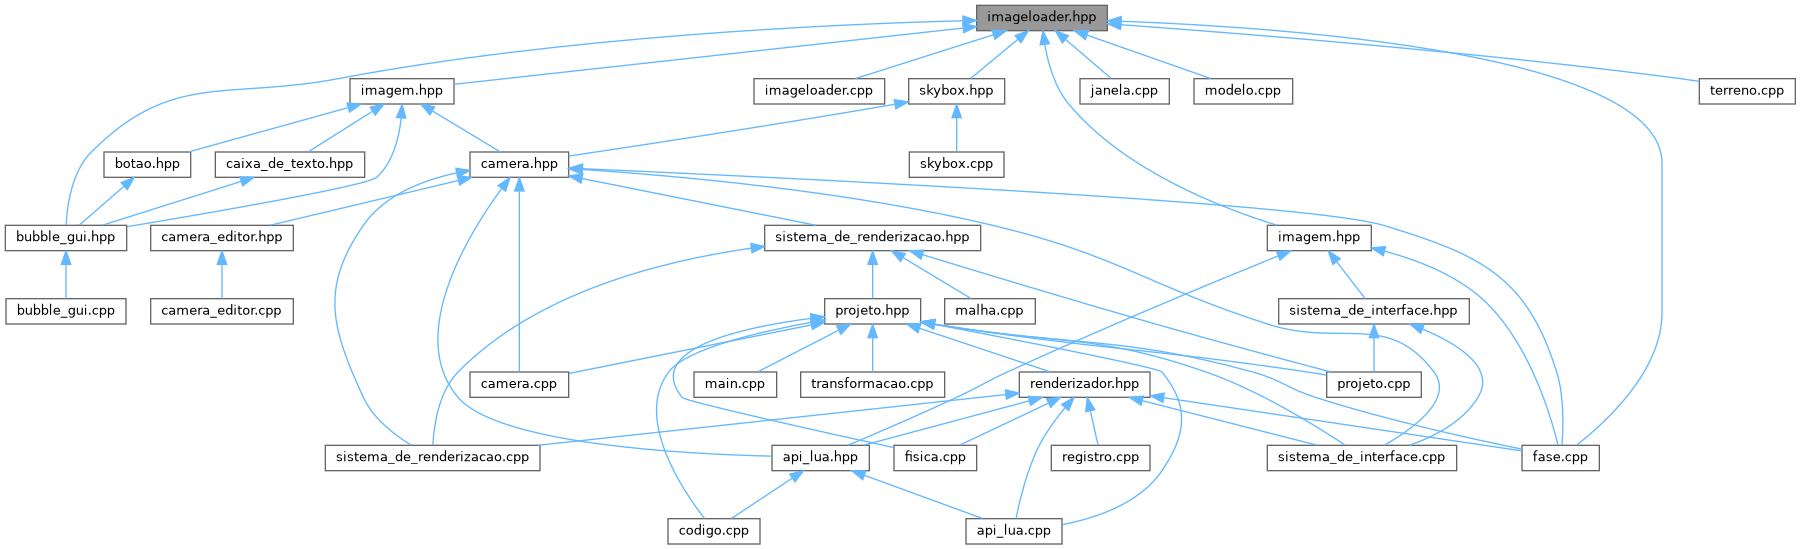 imageloader.hpp
imagem.hpp
imageloader.cpp
skybox.hpp
janela.cpp
modelo.cpp
terreno.cpp
botao.hpp
caixa_de_texto.hpp
camera.hpp
skybox.cpp
bubble_gui.hpp
camera_editor.hpp
sistema_de_renderizacao.hpp
imagem.hpp
bubble_gui.cpp
camera_editor.cpp
projeto.hpp
malha.cpp
sistema_de_interface.hpp
camera.cpp
main.cpp
transformacao.cpp
renderizador.hpp
projeto.cpp
sistema_de_renderizacao.cpp
api_lua.hpp
fisica.cpp
registro.cpp
sistema_de_interface.cpp
fase.cpp
codigo.cpp
api_lua.cpp